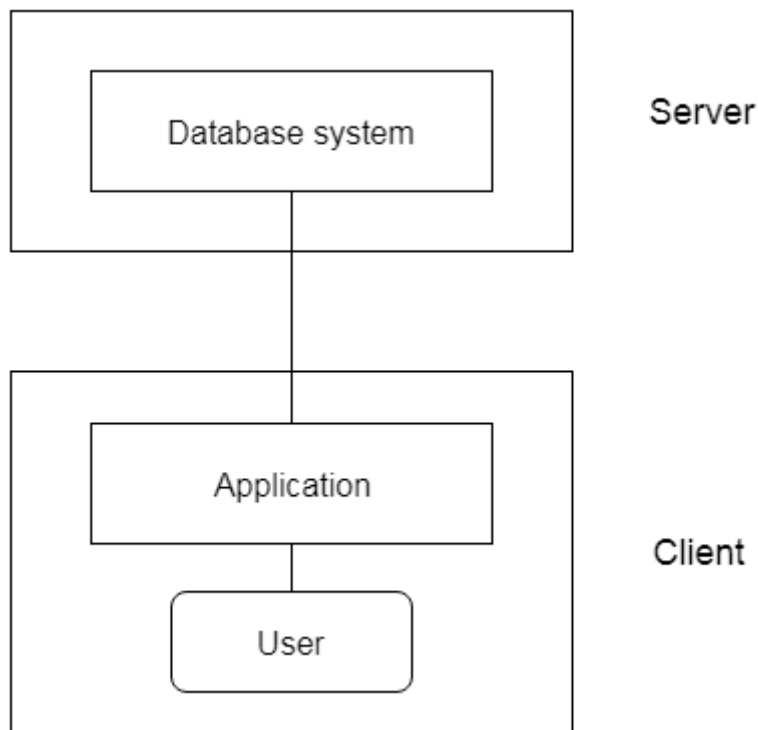 Database system
Server
Application
Client
User